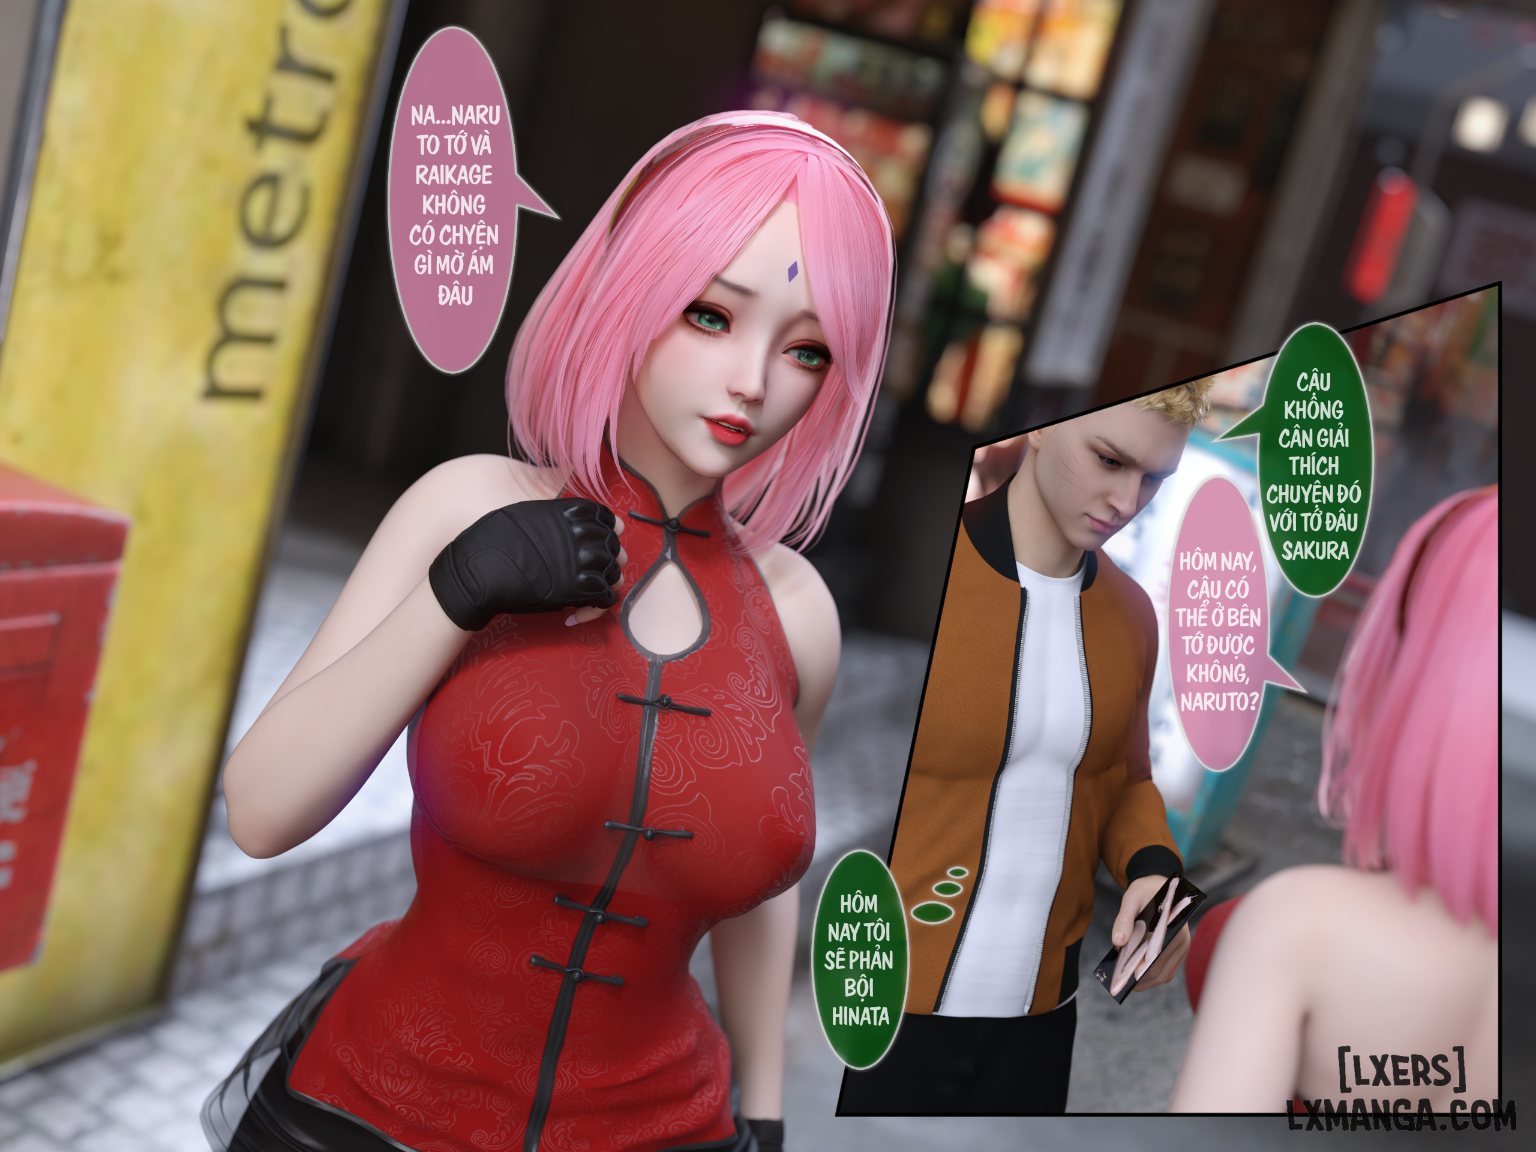 metro
NA...NARU
TO TỚ VÀ
RAIKAGE
KHÔNG
CÓ CHYỆN
GÌ MỜ ÁM
ĐÂU
CẬU
KHÔNG
CẦN GIẢI
THÍCH
CHUYỆN ĐÓ
VỚI TỚ ĐÂU
SAKURA
HÔM NAY,
CẬU CÓ
THỂ Ở BÊN
TỚ ĐƯỢC
KHÔNG,
NARUTO?
HÔM
NAY TÔI
SẼ PHẢN
BỘI
HINATA
[LXERS]
LXMANGA.COM